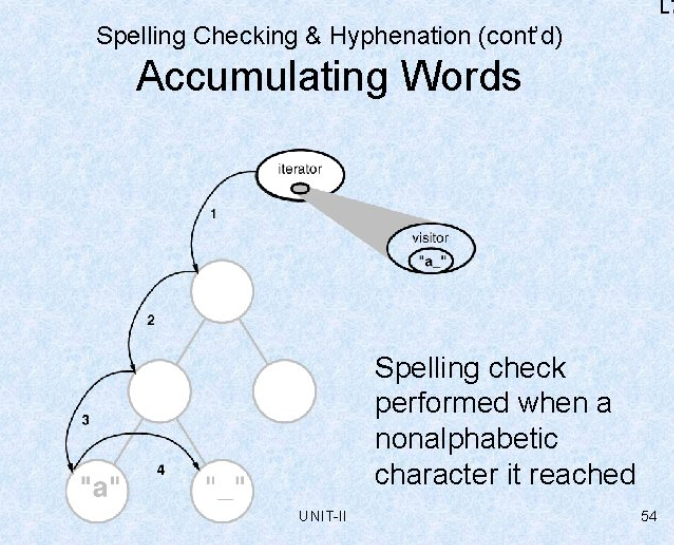 Spelling Checking & Hyphenation (cont'd)
Accumulating Words
iterator
1
visitor
"a_"
2
3
4
"a"
"_"
Spelling check
performed when a
nonalphabetic
character it reached
UNIT-II
54